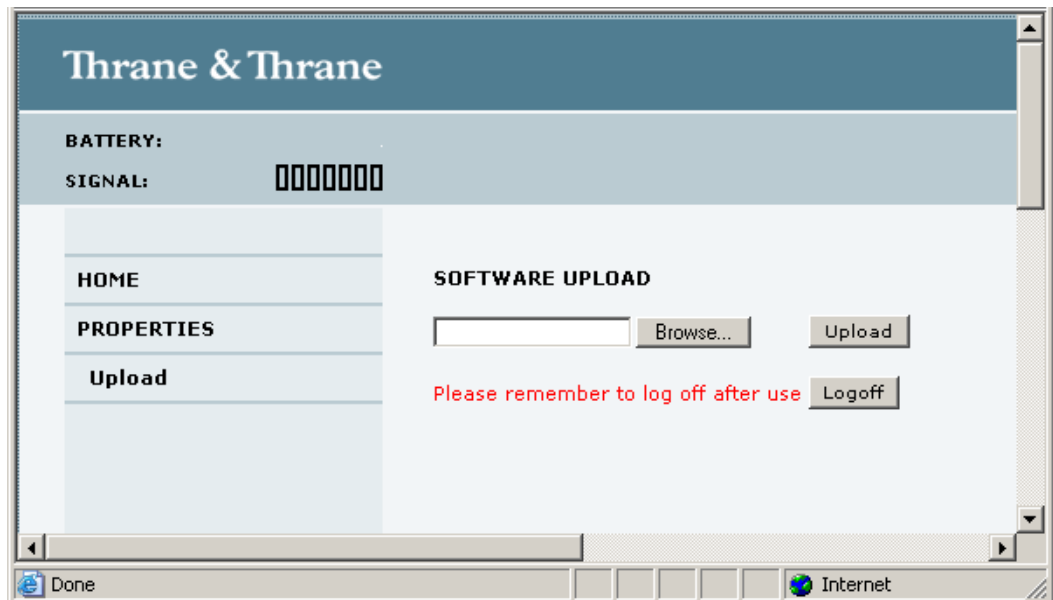 Thrane & Thrane
BATTERY:
SIGNAL:
HOME
PROPERTIES
Upload
SOFTWARE UPLOAD
Browse... Upload
Please remember to log off after use Logoff
Done Internet